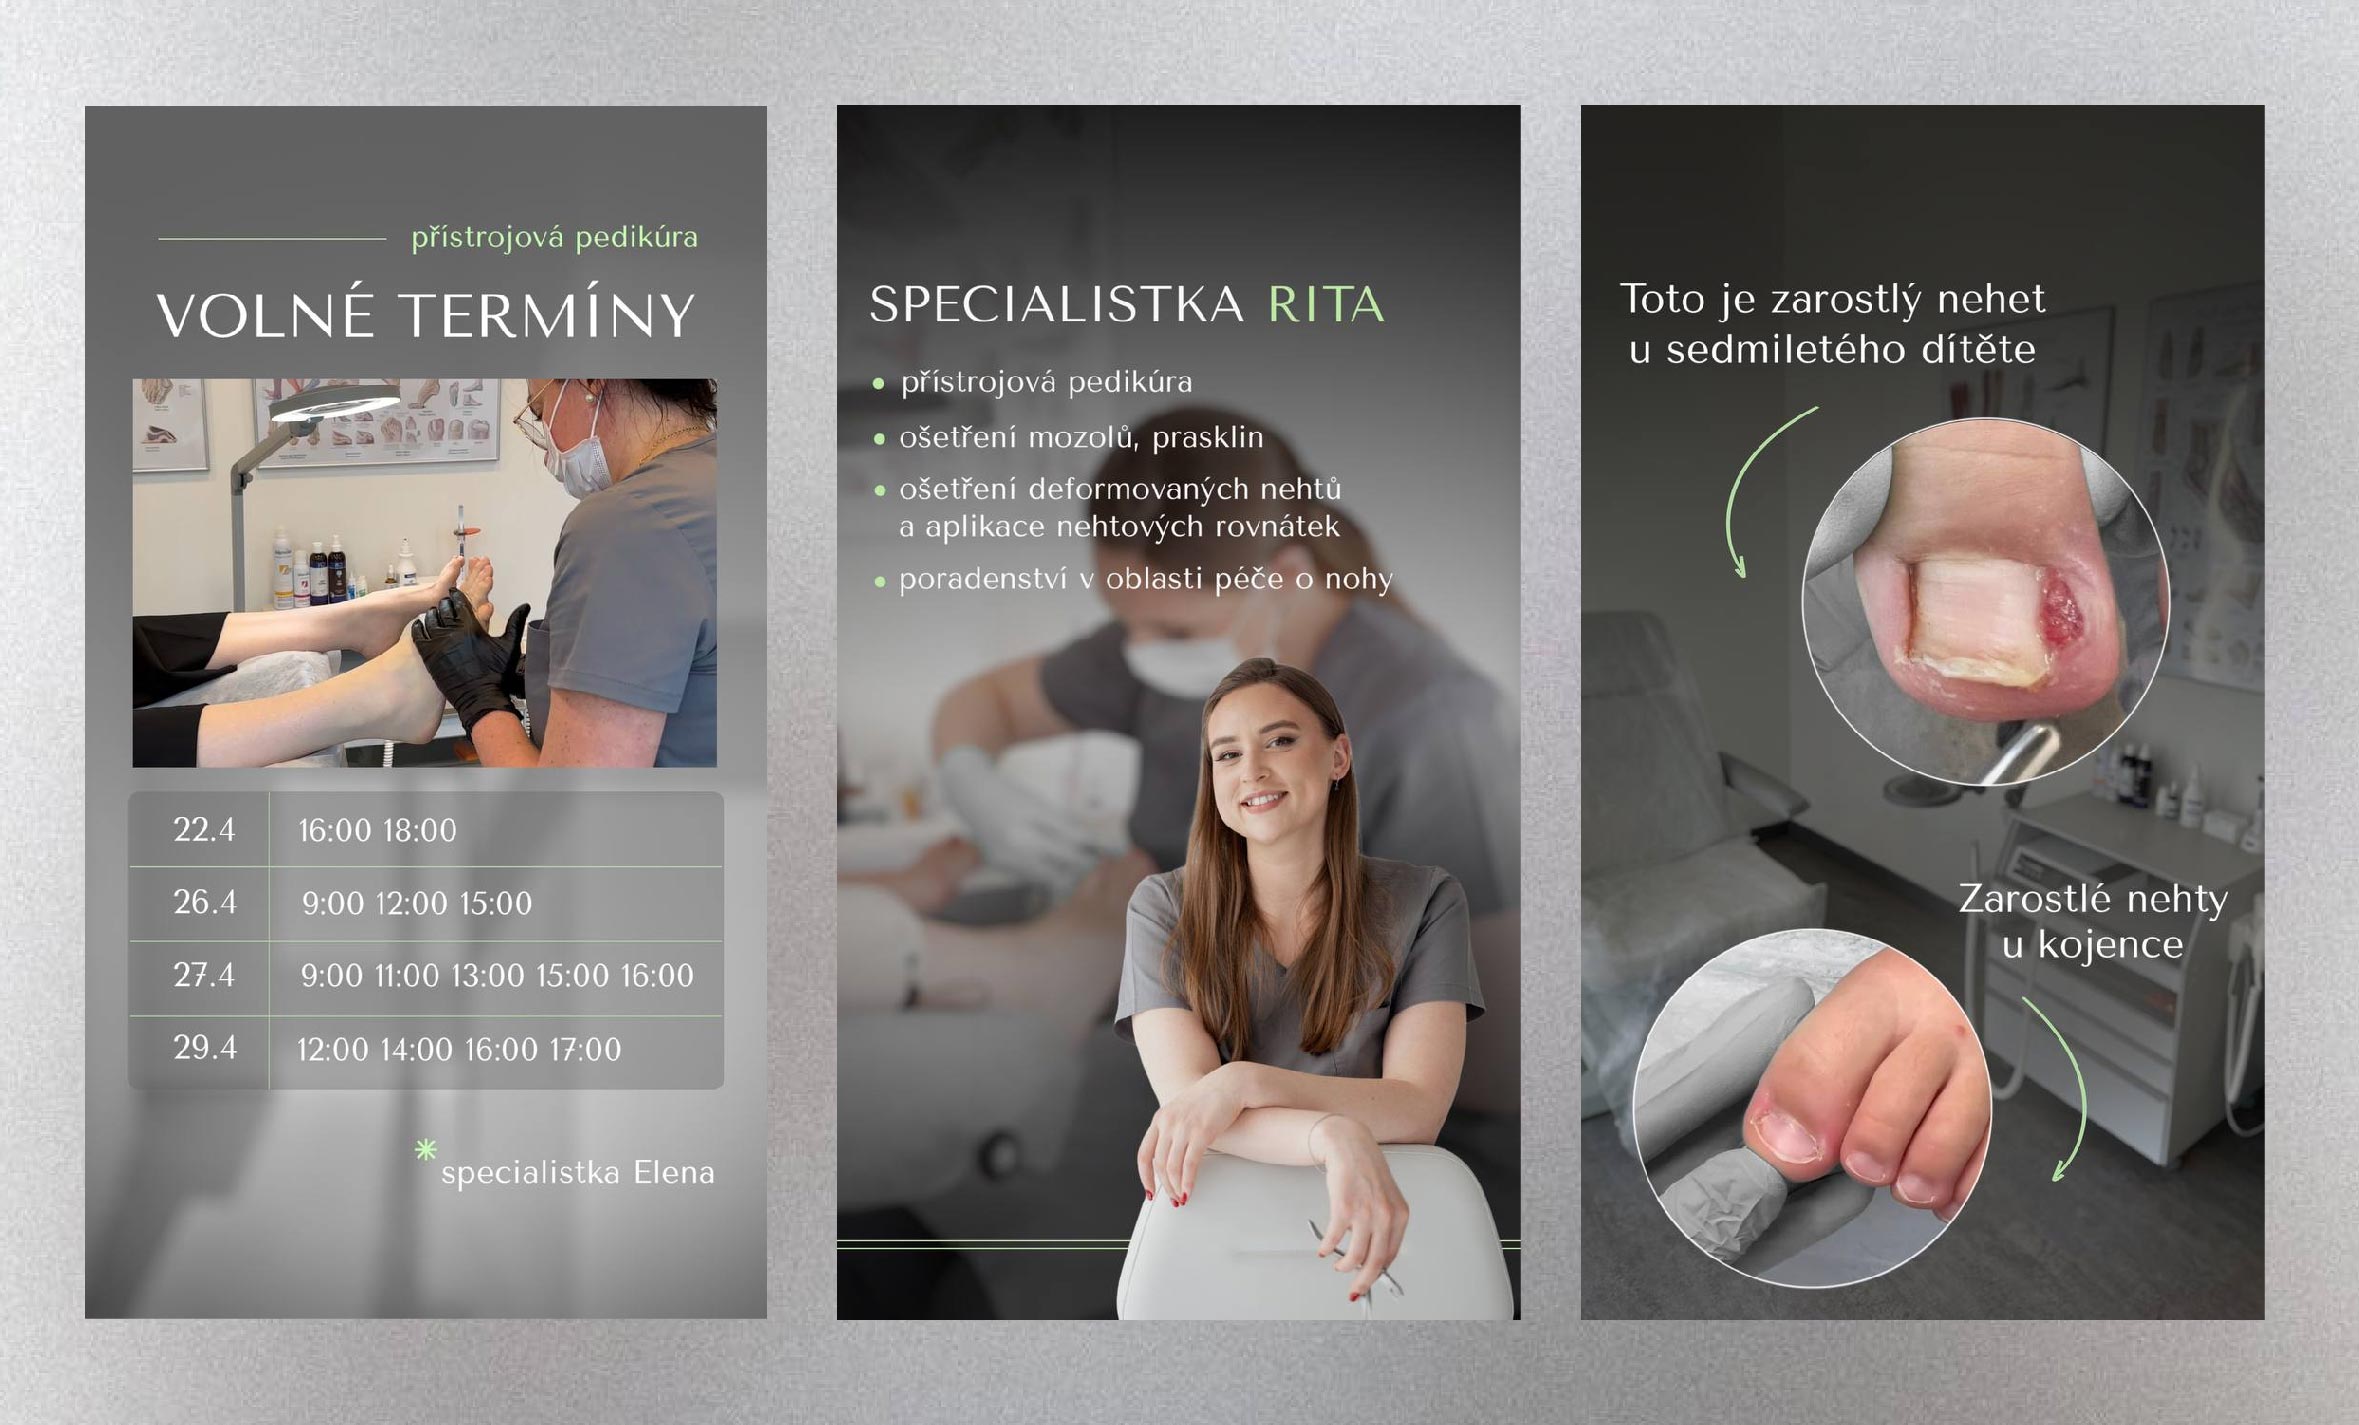 přístrojová pedikúra
VOLNÉ TERMÍNY
22.4 16:00 18:00
26.4 9:00 12:00 15:00
27.4 9:00 11:00 13:00 15:00 16:00
29.4 12:00 14:00 16:00 17:00
*specialistka Elena
SPECIALISTKA RITA
• přístrojová pedikúra
• ošetření mozolů, prasklin
• ošetření deformovaných nehtů
a aplikace nehtových rovnátek
• poradenství v oblasti péče o nohy
Toto je zarostlý nehet
u sedmiletého dítěte
Zarostlé nehty
u kojence